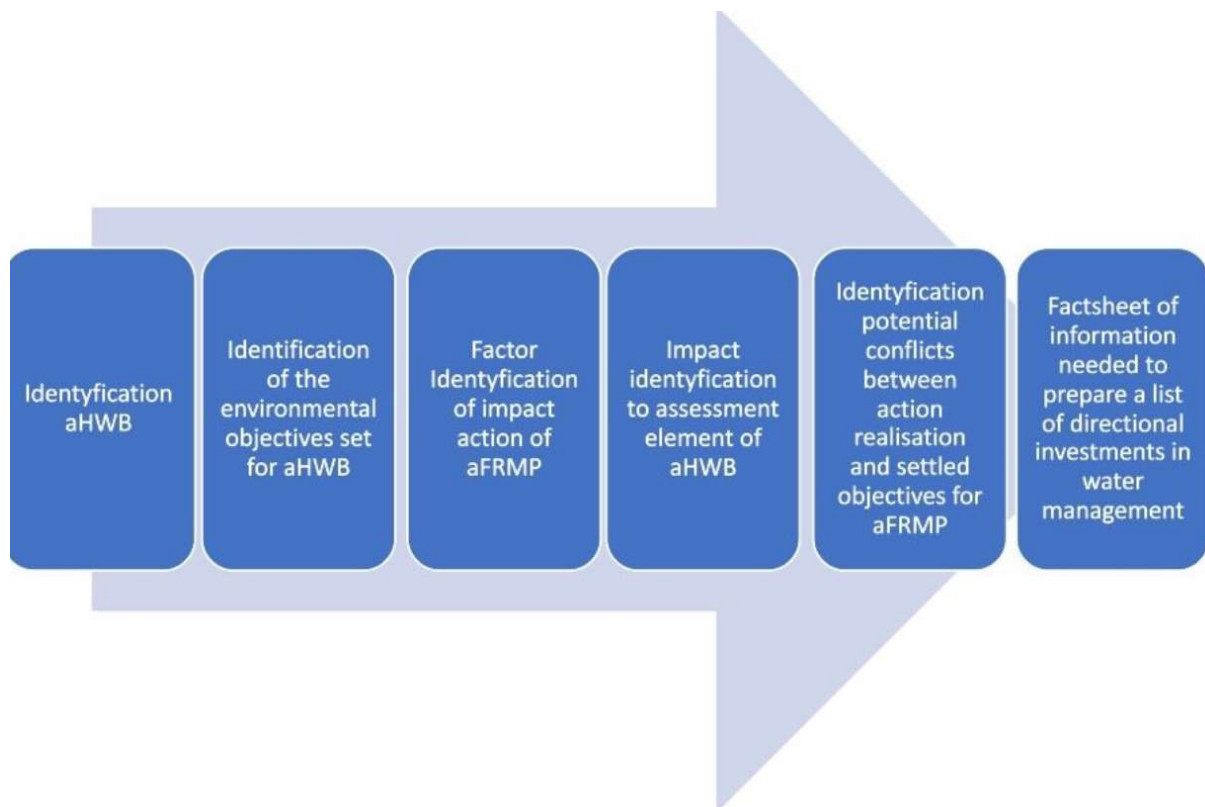 Identyfication
aHWB
Identification
of the
environmental
objectives set
for aHWB
Factor
Identyfication
of impact
action of
aFRMP
Impact
identyfication
to assessment
element of
aHWB
Identyfication
potential
conflicts
between
action
realisation
and settled
objectives for
aFRMP
Factsheet of
information
needed to
prepare a list
of directional
investments in
water
management